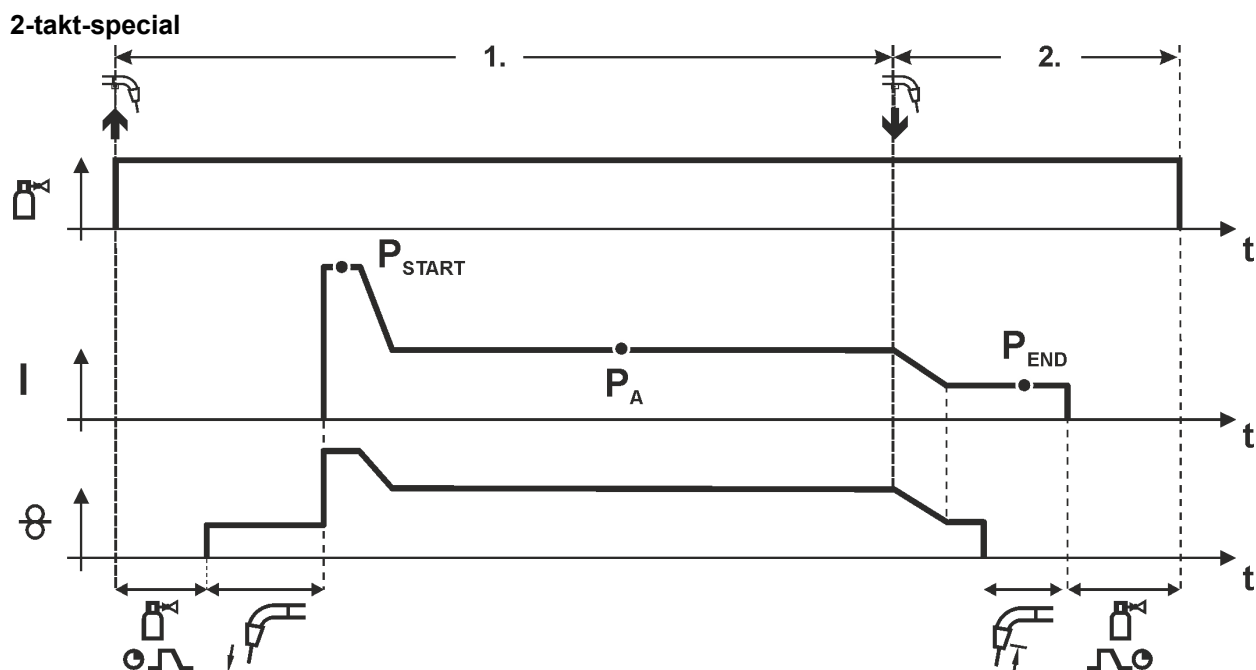 2-takt-special
1. 2.
t
P START
I P A P END
t
t